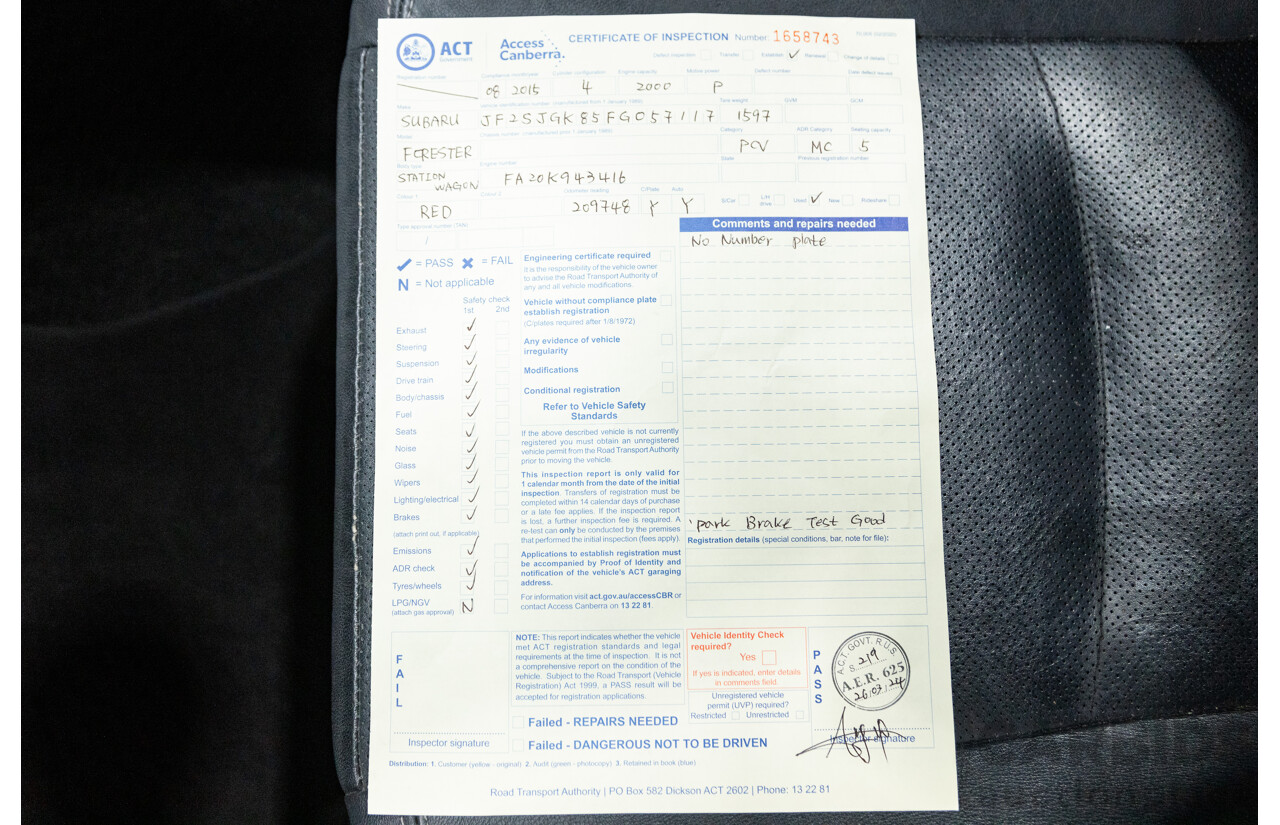 ACT
Government
Access
Canberra.
CERTIFICATE OF INSPECTION Number: 1658743
Defect inspection Transfer Establish ✓ Renewal Change of details
Registration number Compliance month/year Cylinder configuration Engine capacity Motive power Defect number Date defect issued
08 2015 4 2000 P
Make Vehicle identification number (manufactured from 1 January 1989) Tare weight GVM GCM
SUBARU JF2SJGK85FG057117 1597
Model Chassis number (manufactured prior 1 January 1989) Category ADR Category Seating capacity
FORESTER PCV MC 5
Body type Engine number State Previous registration number
STATION WAGON FA20K943416
Colour 1 Colour 2 Odometer reading C/Plate Auto
RED 209748 Y Y
S/Car L/H drive Used ✓ New Rideshare
Type approval number (TAN)
/
Comments and repairs needed
No Number plate
✓ = PASS ✖ = FAIL
N = Not applicable
Safety check
1st 2nd
Exhaust ✓
Steering ✓
Suspension ✓
Drive train ✓
Body/chassis ✓
Fuel ✓
Seats ✓
Noise ✓
Glass ✓
Wipers ✓
Lighting/electrical ✓
Brakes ✓
(attach print out, if applicable)
Emissions ✓
ADR check ✓
Tyres/wheels ✓
LPG/NGV N
(attach gas approval)
Engineering certificate required
It is the responsibility of the vehicle owner
to advise the Road Transport Authority of
any and all vehicle modifications.
Vehicle without compliance plate
establish registration
(C/plates required after 1/8/1972)
Any evidence of vehicle
irregularity
Modifications
Conditional registration
Refer to Vehicle Safety
Standards
If the above described vehicle is not currently
registered you must obtain an unregistered
vehicle permit from the Road Transport Authority
prior to moving the vehicle.
This inspection report is only valid for
1 calendar month from the date of the initial
inspection. Transfers of registration must be
completed within 14 calendar days of purchase
or a late fee applies. If the inspection report
is lost, a further inspection fee is required. A
re-test can only be conducted by the premises
that performed the initial inspection (fees apply).
Applications to establish registration must
be accompanied by Proof of Identity and
notification of the vehicle's ACT garaging
address.
For information visit act.gov.au/accessCBR or
contact Access Canberra on 13 22 81.
park Brake Test Good
Registration details (special conditions, bar, note for file):
FAIL
Inspector signature
NOTE: This report indicates whether the vehicle
met ACT registration standards and legal
requirements at the time of inspection. It is not
a comprehensive report on the condition of the
vehicle. Subject to the Road Transport (Vehicle
Registration) Act 1999, a PASS result will be
accepted for registration applications.
Failed - REPAIRS NEEDED
Failed - DANGEROUS NOT TO BE DRIVEN
Vehicle Identity Check
required?
Yes
If yes is indicated, enter details
in comments field.
Unregistered vehicle
permit (UVP) required?
Restricted Unrestricted
PASS
A.C.T. GOVT. R.U.S.
S. 219
A.E.R. 625
26.07.24
Inspector signature
Distribution: 1. Customer (yellow - original) 2. Audit (green - photocopy) 3. Retained in book (blue)
Road Transport Authority | PO Box 582 Dickson ACT 2602 | Phone: 13 22 81